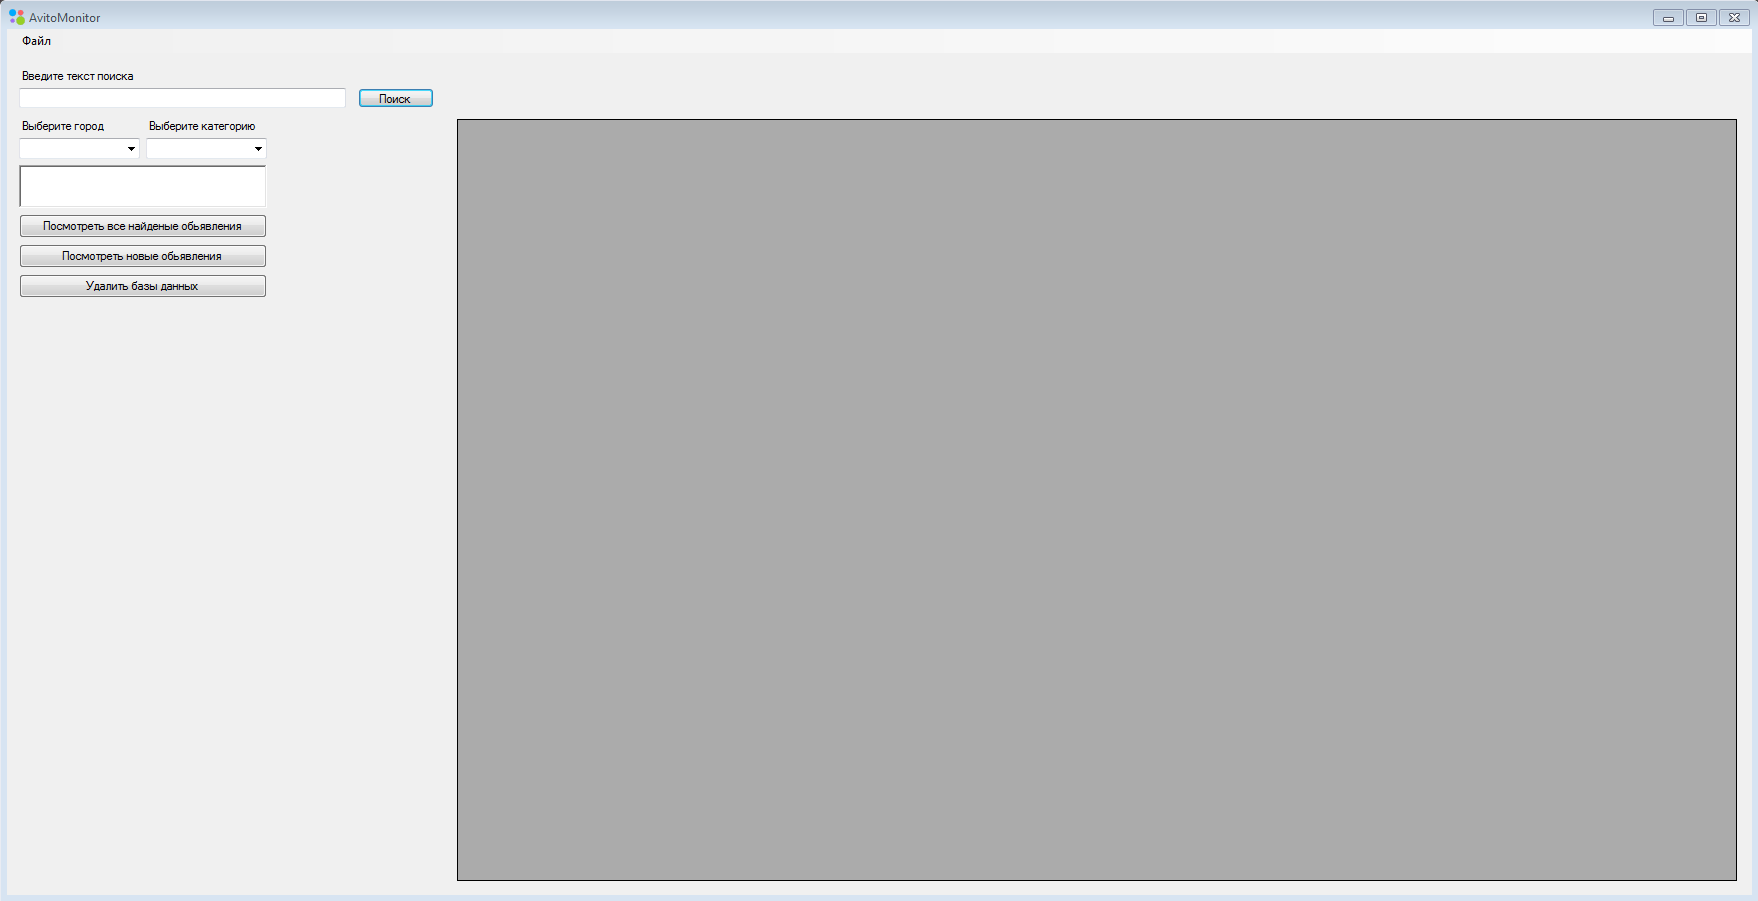 AvitoMonitor
Файл
Введите текст поиска
Поиск
Выберите город
Выберите категорию
Посмотреть все найденые обьявления
Посмотреть новые обьявления
Удалить базы данных